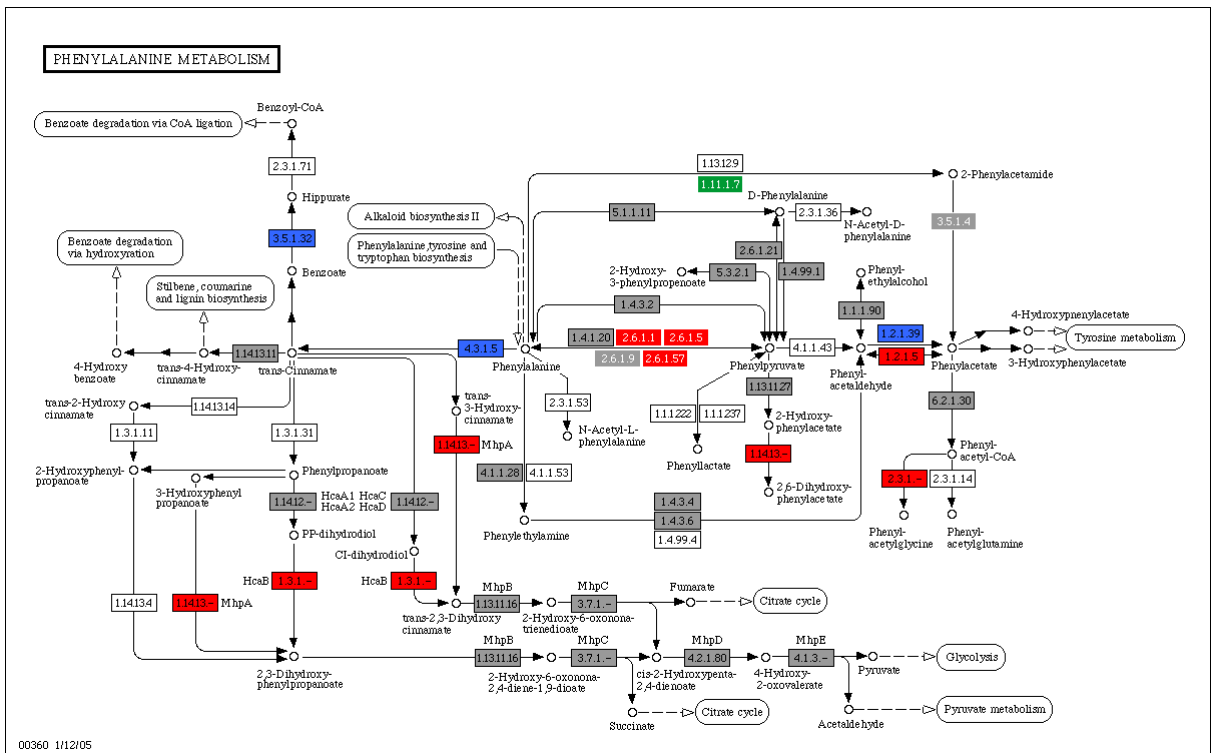 PHENYLALANINE METABOLISM
Benzoyl-CoA
Benzoate degradation via CoA ligation
2.3.1.71
Hippurate
3.5.1.32
Benzoate
Benzoate degradation
via hydroxyration
Stilbene, coumarine
and lignin biosynthesis
Alkaloid biosynthesis II
Phenylalanine, tyrosine and
tryptophan biosynthesis
1.13.12.9
1.11.1.7
2-Phenylacetamide
D-Phenylalanine
5.1.1.11
2.3.1.36
N-Acetyl-D-
phenylalanine
3.5.1.4
2.6.1.21
1.4.99.1
2-Hydroxy-
3-phenylpropenoate
5.3.2.1
Phenyl-
ethylalcohol
1.4.3.2
1.1.1.90
4-Hydroxypnenylacetate
Tyrosine metabolism
3-Hydroxyphenylacetate
1.4.1.20
2.6.1.1
2.6.1.5
2.6.1.9
2.6.1.57
4.1.1.43
1.2.1.39
1.2.1.5
4.3.1.5
1.14.13.11
4-Hydroxy
benzoate
trans-4-Hydroxy-
cinnamate
trans-Cinnamate
Phenylalanine
Phenylpyruvate
Phenyl-
acetaldehyde
Phenylacetate
1.13.11.27
6.2.1.30
trans-2-Hydroxy
cinnamate
1.14.13.14
trans-
3-Hydroxy-
cinnamate
2.3.1.53
N-Acetyl-L-
phenylalanine
1.1.1.222
1.1.1.237
Phenyllactate
2-Hydroxy-
phenylacetate
1.3.1.11
1.3.1.31
1.14.13.-
MhpA
1.14.13.-
Phenyl-
acetyl-CoA
2-Hydroxyphenyl-
propanoate
Phenylpropanoate
3-Hydroxyphenyl
propanoate
4.1.1.28
4.1.1.53
2,6-Dihydroxy-
phenylacetate
2.3.1.-
2.3.1.14
1.14.12.-
HcaA1 HcaC
HcaA2 HcaD
1.14.12.-
1.4.3.4
1.4.3.6
1.4.99.4
Phenyl-
acetylglycine
Phenyl-
acetylglutamine
PP-dihydrodiol
Phenylethylamine
CI-dihydrodiol
HcaB
1.3.1.-
HcaB
1.3.1.-
1.14.13.4
1.14.13.-
MhpA
trans-2,3-Dihydroxy
cinnamate
MhpB
1.13.11.16
MhpC
3.7.1.-
2-Hydroxy-6-oxonona-
trienedioate
Fumarate
Citrate cycle
2,3-Dihydroxy-
phenylpropanoate
MhpB
1.13.11.16
MhpC
3.7.1.-
2-Hydroxy-6-oxonona-
2,4-diene-1,9-dioate
cis-2-Hydroxypenta-
2,4-dienoate
MhpD
4.2.1.80
4-Hydroxy-
2-oxovalerate
MhpE
4.1.3.-
Pyruvate
Glycolysis
Succinate
Citrate cycle
Acetaldehyde
Pyruvate metabolism
00360 1/12/05